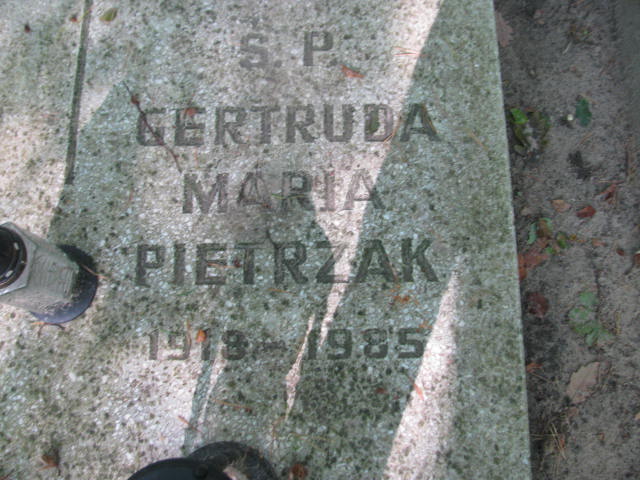 Ś. P.
GERTRUDA
MARIA
PIETRZAK
1918 – 1985